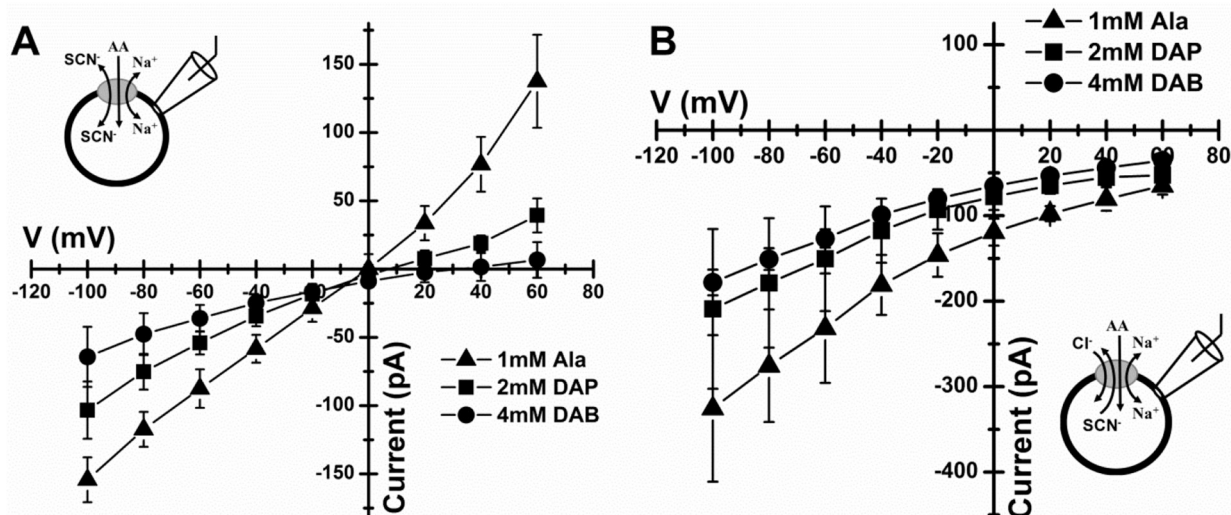 A
SCN⁻
AA
Na⁺
SCN⁻
Na⁺
150
100
50
V (mV)
-120 -100 -80 -60 -40 -20 20 40 60 80
-50
-100
-150
Current (pA)
1mM Ala
2mM DAP
4mM DAB
B
1mM Ala
2mM DAP
4mM DAB
100
V (mV)
-120 -100 -80 -60 -40 -20 20 40 60 80
-100
-200
-300
-400
Current (pA)
Cl⁻
AA
Na⁺
SCN⁻
Na⁺